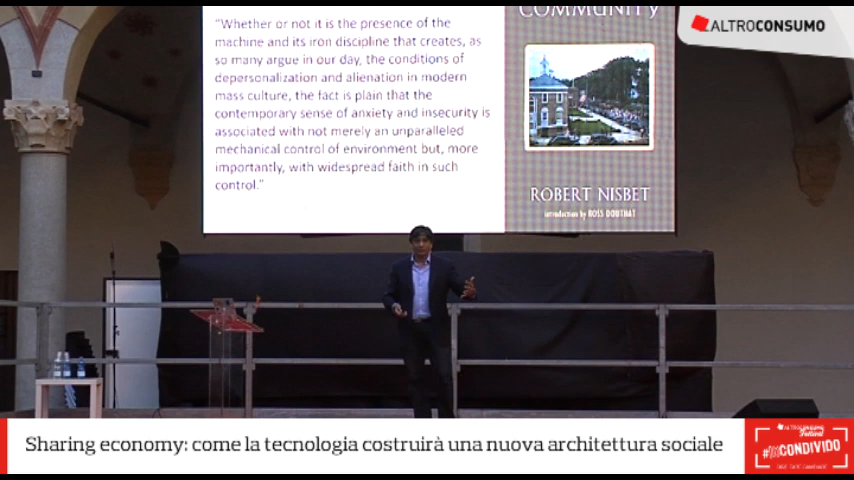 "Whether or not it is the presence of the
machine and its iron discipline that creates, as
so many argue in our day, the conditions of
depersonalization and alienation in modern
mass culture, the fact is plain that the
contemporary sense of anxiety and insecurity is
associated with not merely an unparalleled
mechanical control of environment but, more
importantly, with widespread faith in such
control."
COMMUNITY
ROBERT NISBET
introduction by ROSS DOUTHAT
ALTROCONSUMO
Sharing economy: come la tecnologia costruirà una nuova architettura sociale
ALTROCONSUMO
Festival
#IOCONDIVIDO